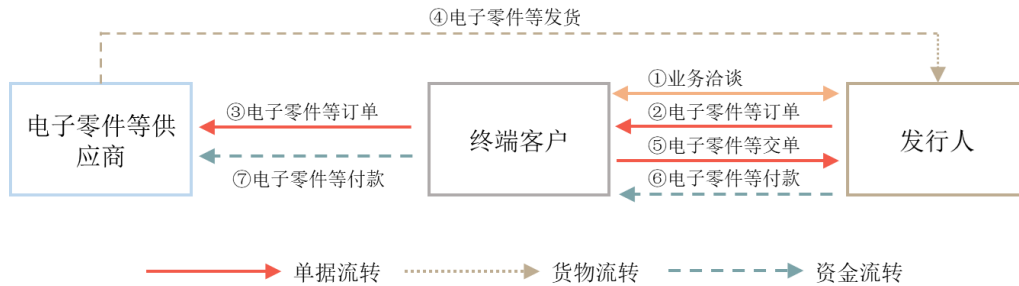 ④电子零件等发货
①业务洽谈
③电子零件等订单
②电子零件等订单
电子零件等供
应商
终端客户
发行人
⑤电子零件等交单
⑦电子零件等付款
⑥电子零件等付款
单据流转
货物流转
资金流转